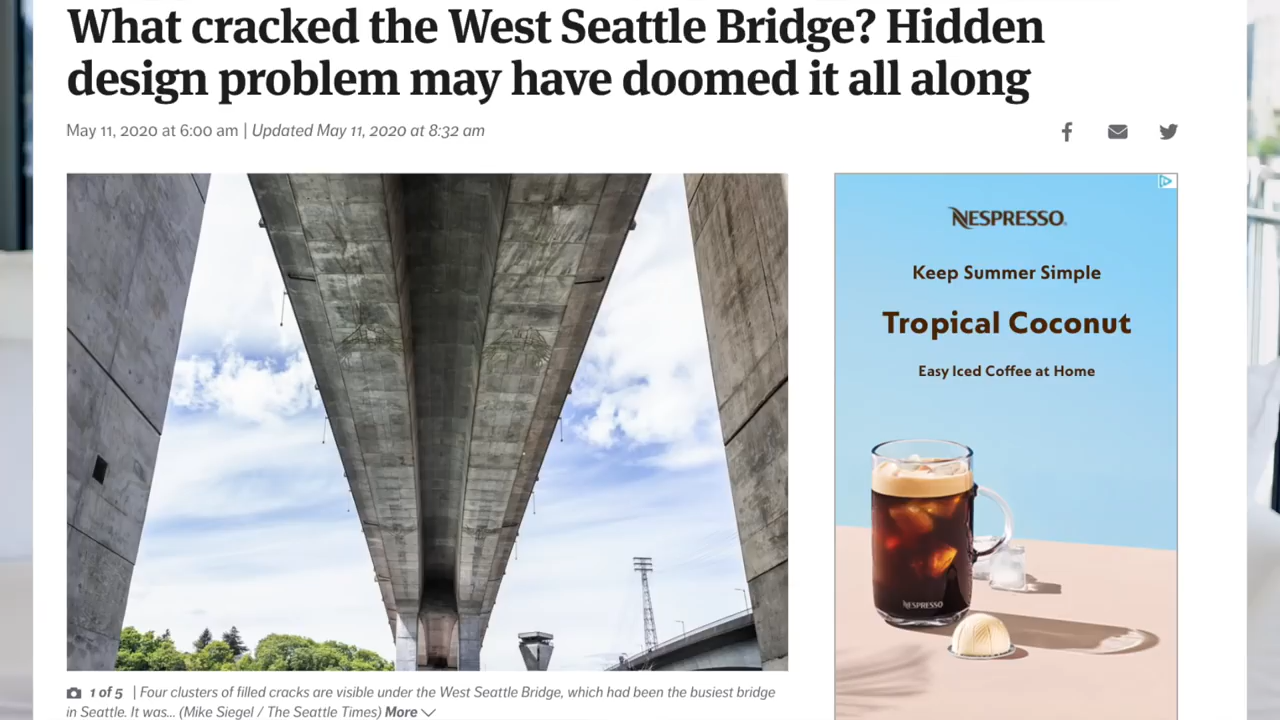 What cracked the West Seattle Bridge? Hidden
design problem may have doomed it all along
May 11, 2020 at 6:00 am | Updated May 11, 2020 at 8:32 am
NESPRESSO.
Keep Summer Simple
Tropical Coconut
Easy Iced Coffee at Home
NESPRESSO
1 of 5 | Four clusters of filled cracks are visible under the West Seattle Bridge, which had been the busiest bridge
in Seattle. It was... (Mike Siegel / The Seattle Times) More